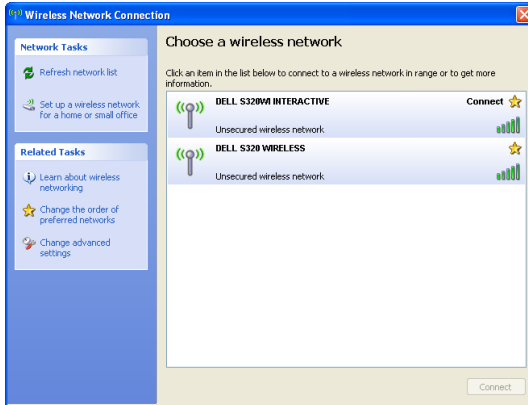 Wireless Network Connection
Network Tasks
Refresh network list
Set up a wireless network
for a home or small office
Related Tasks
Learn about wireless
networking
Change the order of
preferred networks
Change advanced
settings
Choose a wireless network
Click an item in the list below to connect to a wireless network in range or to get more
information.
DELL S320WI INTERACTIVE Connect
Unsecured wireless network
DELL S320 WIRELESS
Unsecured wireless network
Connect